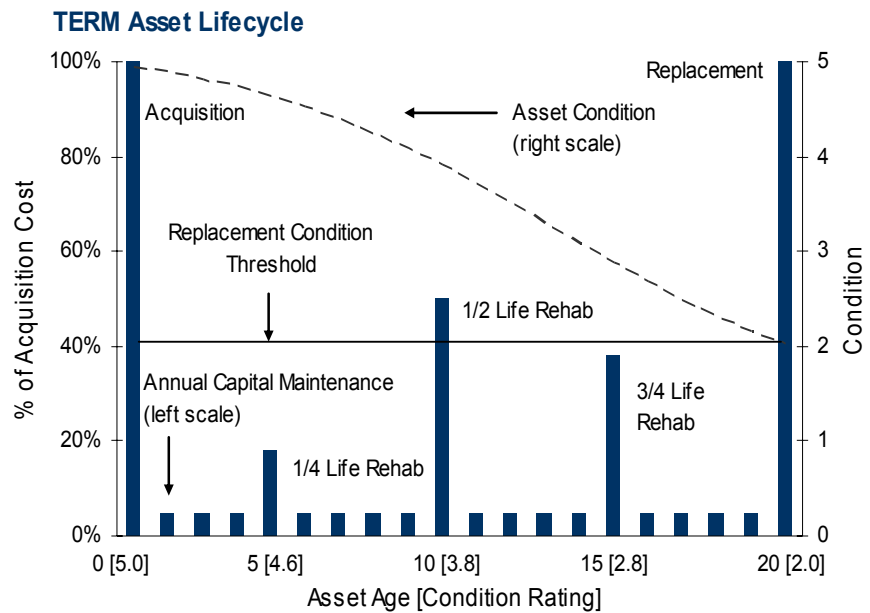 TERM Asset Lifecycle
100%
80%
60%
40%
20%
0%
% of Acquisition Cost
Acquisition
Replacement
Asset Condition
(right scale)
Replacement Condition
Threshold
1/2 Life Rehab
Annual Capital Maintenance
(left scale)
1/4 Life Rehab
3/4 Life
Rehab
5
4
3
2
1
0
Condition
0 [5.0]
5 [4.6]
10 [3.8]
15 [2.8]
20 [2.0]
Asset Age [Condition Rating]